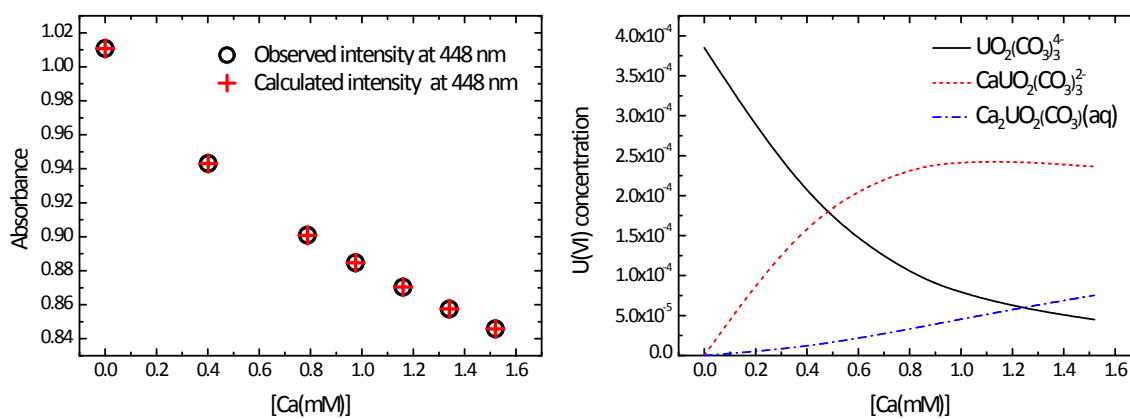 1.02
1.00
0.98
0.96
0.94
0.92
0.90
0.88
0.86
0.84
Absorbance
Observed intensity at 448 nm
Calculated intensity at 448 nm
0.0 0.2 0.4 0.6 0.8 1.0 1.2 1.4 1.6
[Ca(mM)]
4.0x10⁻⁴
3.5x10⁻⁴
3.0x10⁻⁴
2.5x10⁻⁴
2.0x10⁻⁴
1.5x10⁻⁴
1.0x10⁻⁴
5.0x10⁻⁵
0.0
U(VI) concentration
UO₂(CO₃)₃⁴⁻
CaUO₂(CO₃)₃²⁻
Ca₂UO₂(CO₃)(aq)
0.0 0.2 0.4 0.6 0.8 1.0 1.2 1.4 1.6
[Ca(mM)]